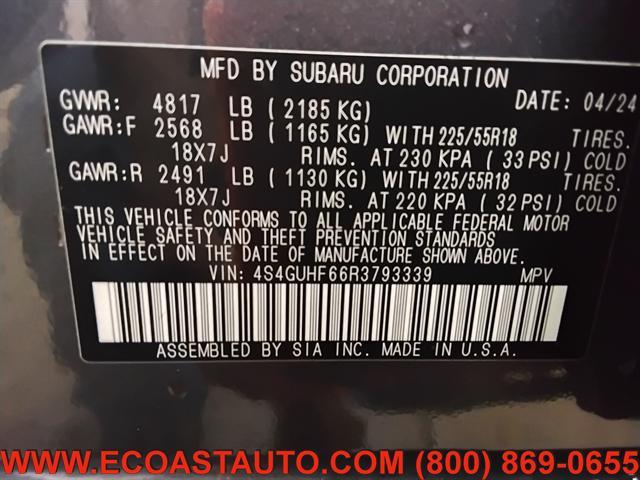 MFD BY SUBARU CORPORATION
GVWR: 4817 LB ( 2185 KG) DATE: 04/24
GAWR:F 2568 LB ( 1165 KG) WITH 225/55R18 TIRES.
18X7J RIMS. AT 230 KPA ( 33 PSI) COLD
GAWR:R 2491 LB ( 1130 KG) WITH 225/55R18 TIRES.
18X7J RIMS. AT 220 KPA ( 32 PSI) COLD
THIS VEHICLE CONFORMS TO ALL APPLICABLE FEDERAL MOTOR
VEHICLE SAFETY AND THEFT PREVENTION STANDARDS
IN EFFECT ON THE DATE OF MANUFACTURE SHOWN ABOVE.
VIN: 4S4GUHF66R3793339 MPV
ASSEMBLED BY SIA INC. MADE IN U.S.A.
WWW.ECOASTAUTO.COM (800) 869-0655